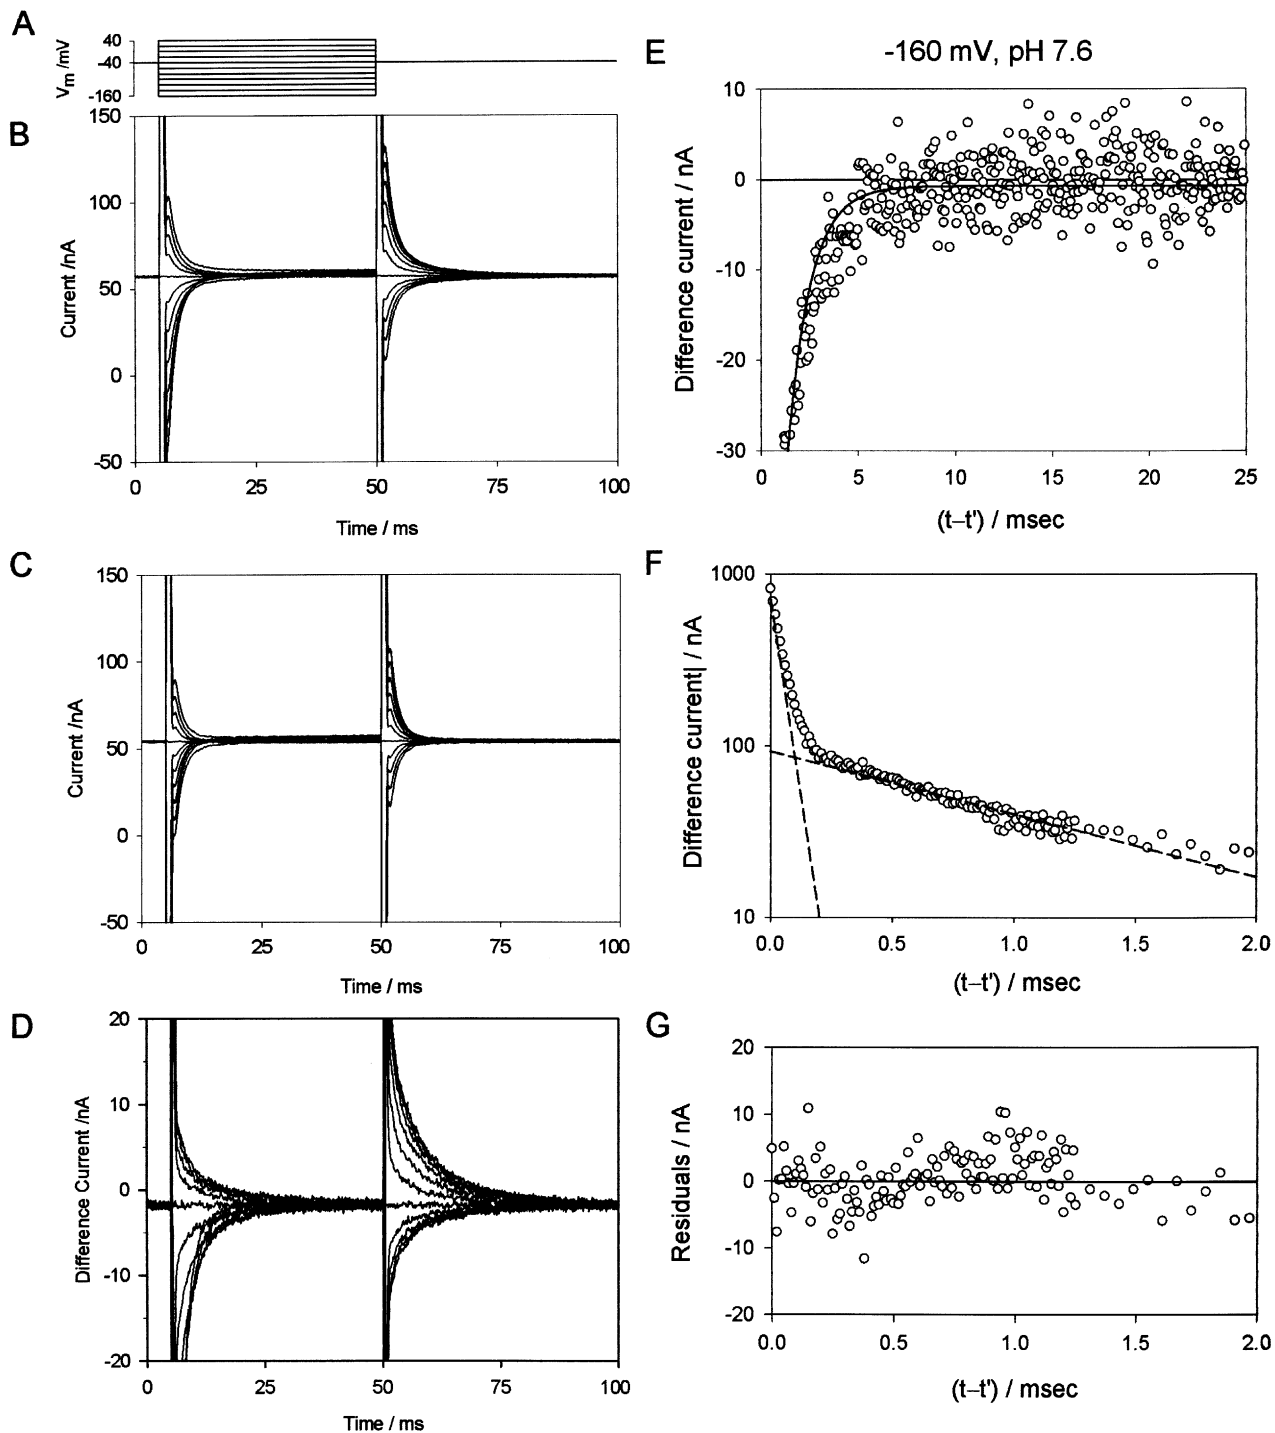 A
V_m /mV
40
-40
-160
B
Current /nA
150
100
50
0
-50
0
25
50
75
100
Time / ms
C
Current /nA
150
100
50
0
-50
0
25
50
75
100
Time / ms
D
Difference Current /nA
20
10
0
-10
-20
0
25
50
75
100
Time / ms
E
-160 mV, pH 7.6
Difference current / nA
10
0
-10
-20
-30
0
5
10
15
20
25
(t–t') / msec
F
Difference current| / nA
1000
100
10
0.0
0.5
1.0
1.5
2.0
(t–t') / msec
G
Residuals / nA
20
10
0
-10
-20
0.0
0.5
1.0
1.5
2.0
(t–t') / msec